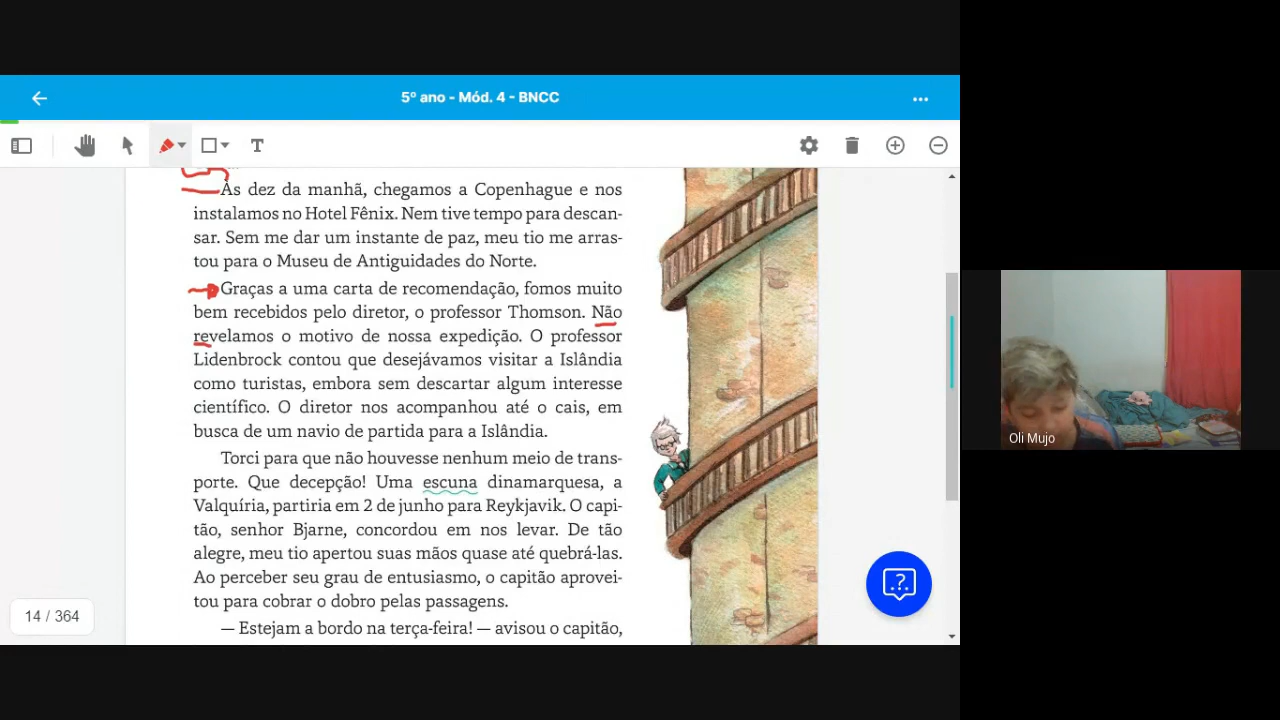 5º ano - Mód. 4 - BNCC
T
Às dez da manhã, chegamos a Copenhague e nos
instalamos no Hotel Fênix. Nem tive tempo para descan-
sar. Sem me dar um instante de paz, meu tio me arras-
tou para o Museu de Antiguidades do Norte.
Graças a uma carta de recomendação, fomos muito
bem recebidos pelo diretor, o professor Thomson. Não
revelamos o motivo de nossa expedição. O professor
Lidenbrock contou que desejávamos visitar a Islândia
como turistas, embora sem descartar algum interesse
científico. O diretor nos acompanhou até o cais, em
busca de um navio de partida para a Islândia.
Torci para que não houvesse nenhum meio de trans-
porte. Que decepção! Uma escuna dinamarquesa, a
Valquíria, partiria em 2 de junho para Reykjavik. O capi-
tão, senhor Bjarne, concordou em nos levar. De tão
alegre, meu tio apertou suas mãos quase até quebrá-las.
Ao perceber seu grau de entusiasmo, o capitão aprovei-
tou para cobrar o dobro pelas passagens.
— Estejam a bordo na terça-feira! — avisou o capitão,
14 / 364
Oli Mujo